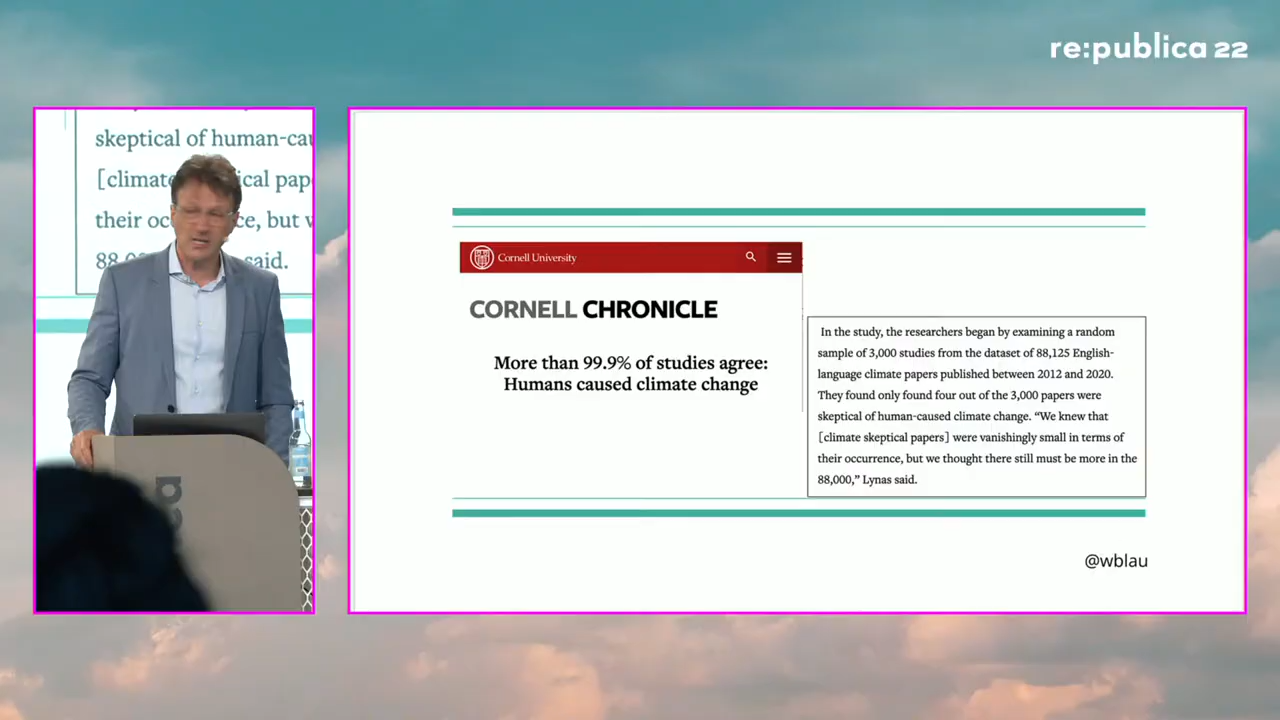 re:publica 22
skeptical of human-cau
[climate ical pap
their oc ce, but w
said.
Cornell University
CORNELL CHRONICLE
More than 99.9% of studies agree:
Humans caused climate change
In the study, the researchers began by examining a random
sample of 3,000 studies from the dataset of 88,125 English-
language climate papers published between 2012 and 2020.
They found only found four out of the 3,000 papers were
skeptical of human-caused climate change. “We knew that
[climate skeptical papers] were vanishingly small in terms of
their occurrence, but we thought there still must be more in the
88,000,” Lynas said.
@wblau